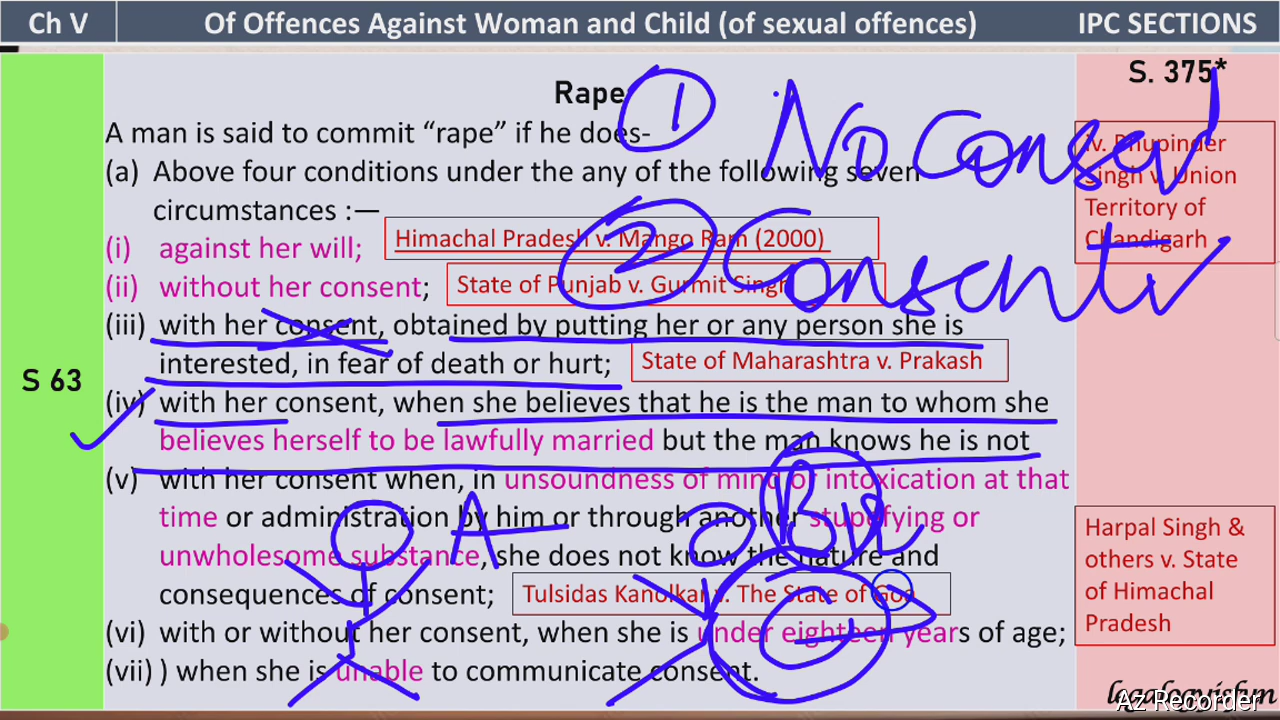 Ch V Of Offences Against Woman and Child (of sexual offences) IPC SECTIONS
S. 375*
Rape
1 No Consent
A man is said to commit “rape” if he does-
iv. Bhupinder
(a) Above four conditions under the any of the following seven
Singh v. Union
circumstances :—
Territory of
Chandigarh
(i) against her will; Himachal Pradesh v. Mango Ram (2000)
2 Consent
(ii) without her consent; State of Punjab v. Gurmit Singh
(iii) with her consent, obtained by putting her or any person she is
interested, in fear of death or hurt; State of Maharashtra v. Prakash
S 63
(iv) with her consent, when she believes that he is the man to whom she
believes herself to be lawfully married but the man knows he is not
(v) with her consent when, in unsoundness of mind or intoxication at that
time or administration by him or through another stupefying or
A B
unwholesome substance, she does not know the nature and
consequences of consent; Tulsidas Kanolkar v. The State of Goa
Harpal Singh &
others v. State
of Himachal
Pradesh
(vi) with or without her consent, when she is under eighteen years of age;
(vii) ) when she is unable to communicate consent.
Az Recorder